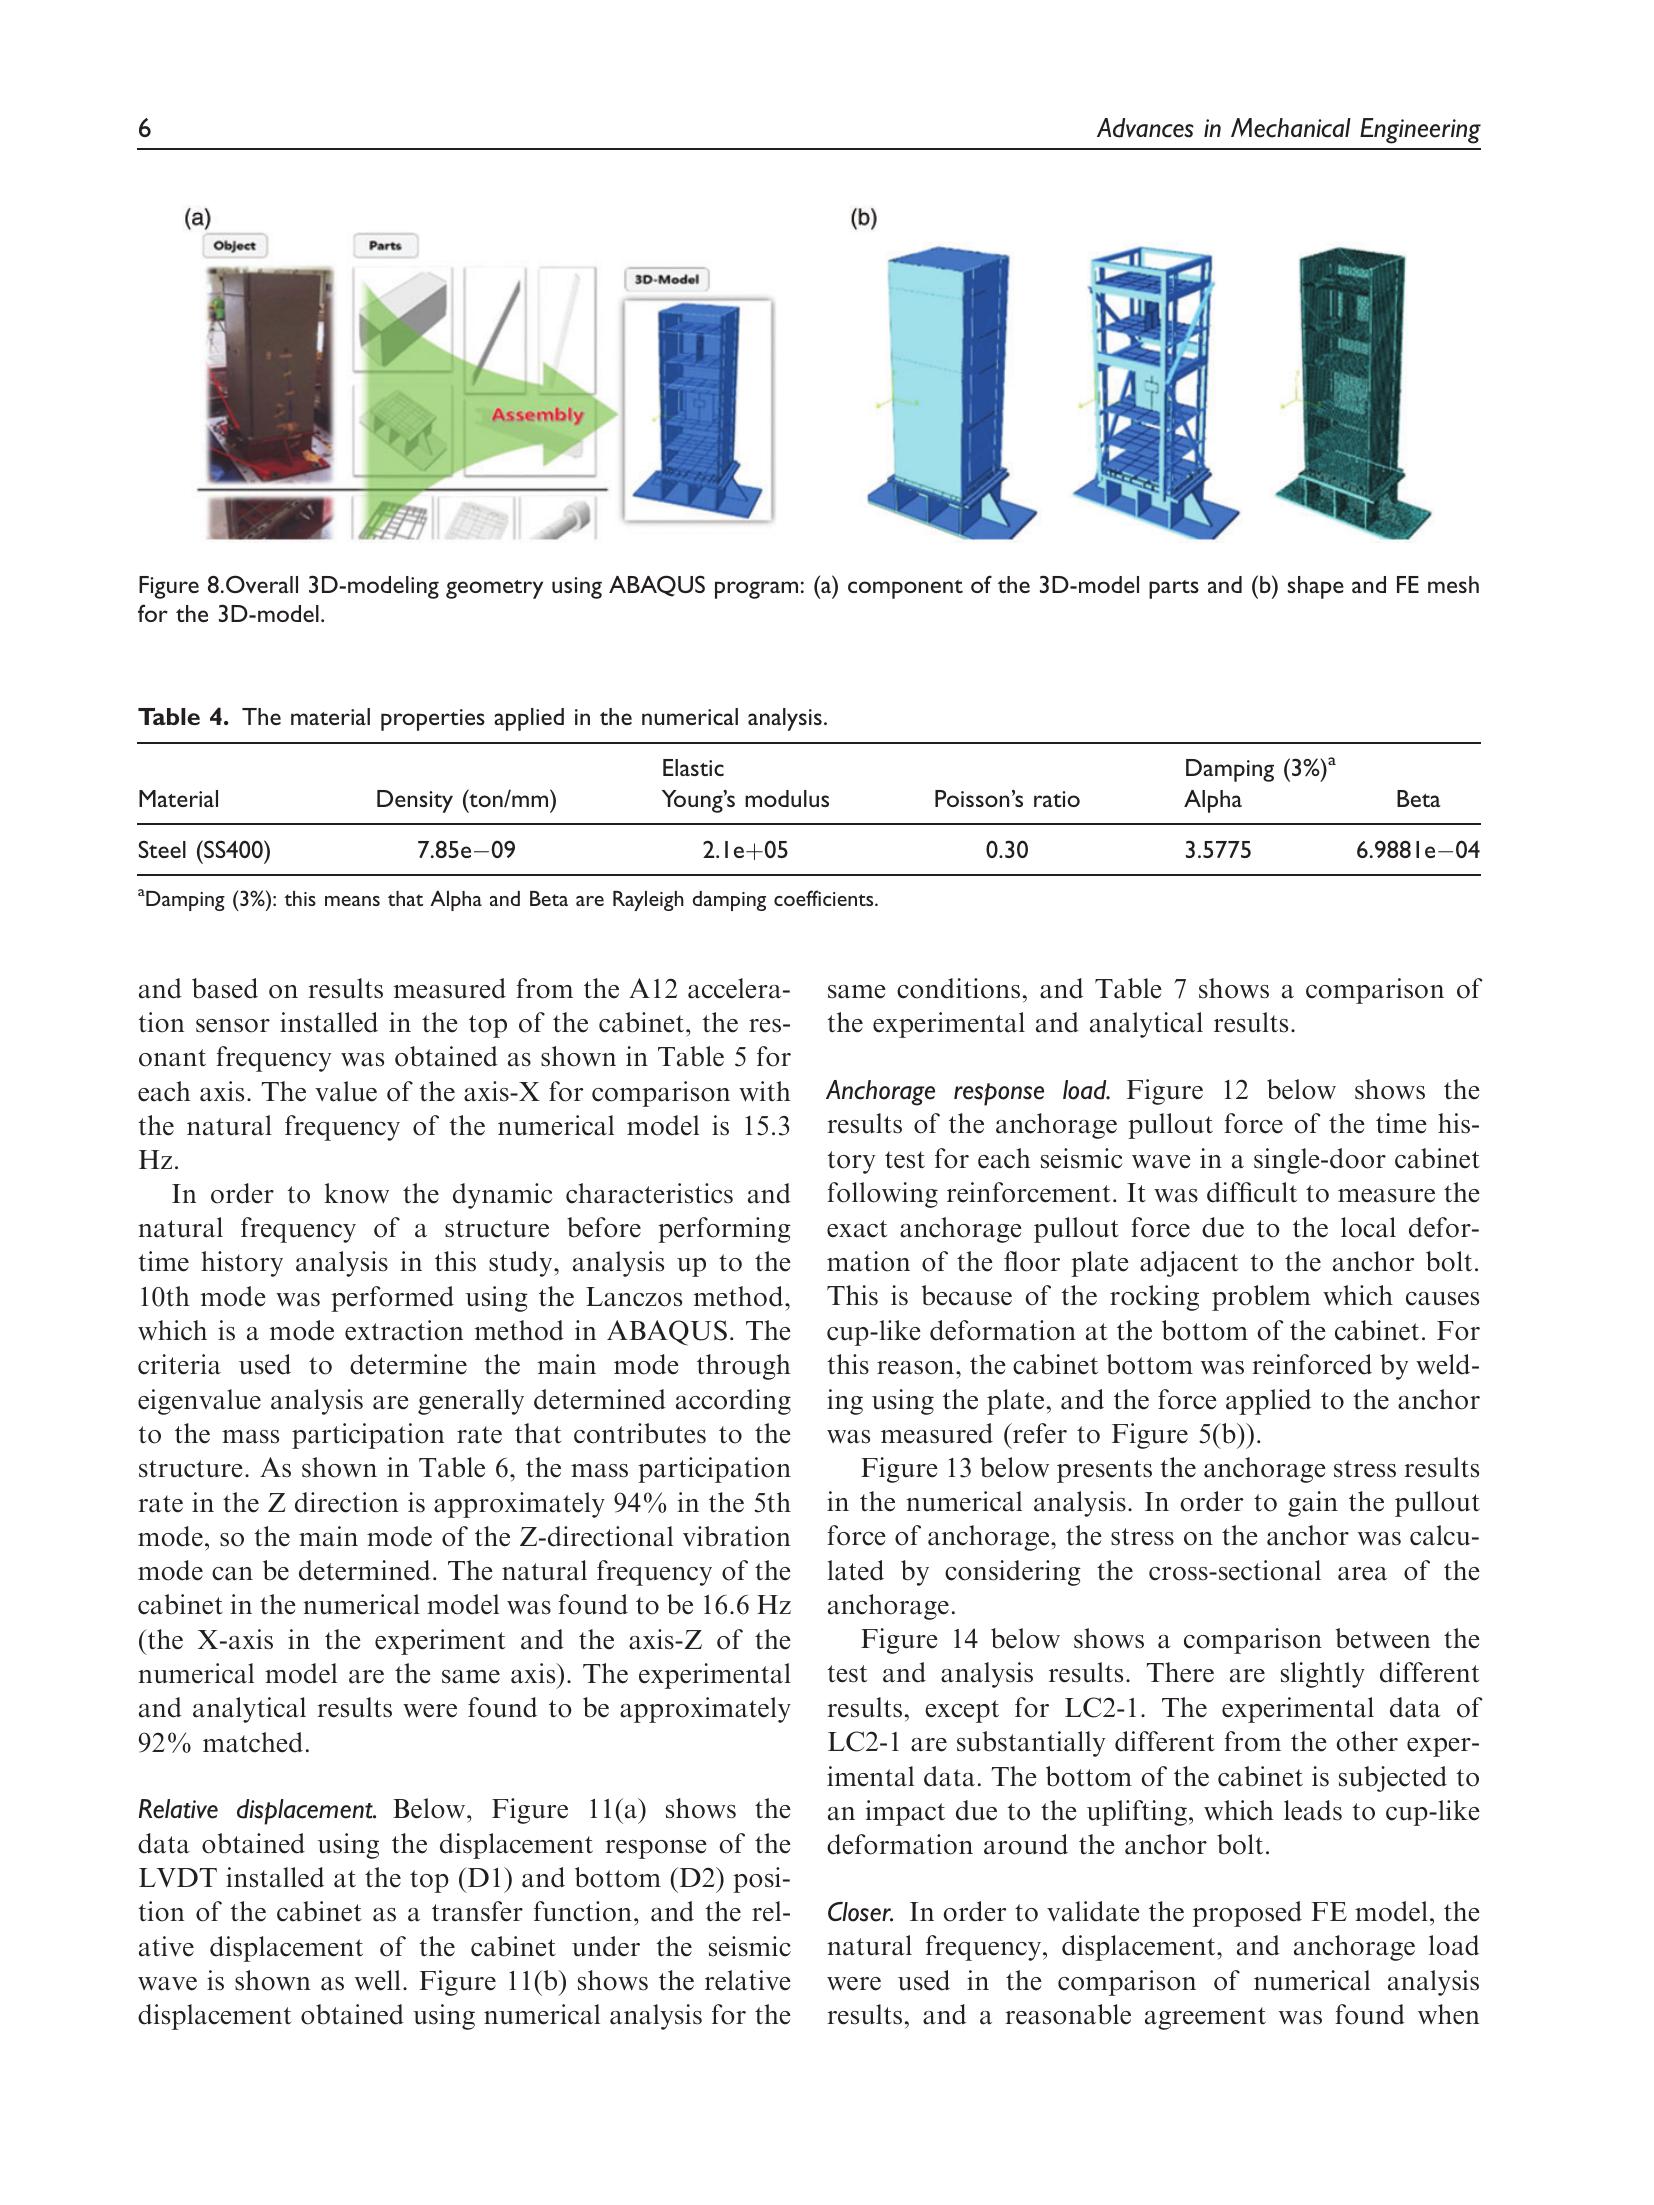 6
Advances in Mechanical Engineering
(a)
Object
Parts
3D-Model
Assembly
(b)
Figure 8.Overall 3D-modeling geometry using ABAQUS program: (a) component of the 3D-model parts and (b) shape and FE mesh
for the 3D-model.
Table 4. The material properties applied in the numerical analysis.
Elastic Damping (3%)a
Material Density (ton/mm) Young's modulus Poisson's ratio Alpha Beta
Steel (SS400) 7.85e−09 2.1e+05 0.30 3.5775 6.9881e−04
aDamping (3%): this means that Alpha and Beta are Rayleigh damping coefficients.
and based on results measured from the A12 accelera-
tion sensor installed in the top of the cabinet, the res-
onant frequency was obtained as shown in Table 5 for
each axis. The value of the axis-X for comparison with
the natural frequency of the numerical model is 15.3
Hz.
In order to know the dynamic characteristics and
natural frequency of a structure before performing
time history analysis in this study, analysis up to the
10th mode was performed using the Lanczos method,
which is a mode extraction method in ABAQUS. The
criteria used to determine the main mode through
eigenvalue analysis are generally determined according
to the mass participation rate that contributes to the
structure. As shown in Table 6, the mass participation
rate in the Z direction is approximately 94% in the 5th
mode, so the main mode of the Z-directional vibration
mode can be determined. The natural frequency of the
cabinet in the numerical model was found to be 16.6 Hz
(the X-axis in the experiment and the axis-Z of the
numerical model are the same axis). The experimental
and analytical results were found to be approximately
92% matched.
Relative displacement. Below, Figure 11(a) shows the
data obtained using the displacement response of the
LVDT installed at the top (D1) and bottom (D2) posi-
tion of the cabinet as a transfer function, and the rel-
ative displacement of the cabinet under the seismic
wave is shown as well. Figure 11(b) shows the relative
displacement obtained using numerical analysis for the
same conditions, and Table 7 shows a comparison of
the experimental and analytical results.
Anchorage response load. Figure 12 below shows the
results of the anchorage pullout force of the time his-
tory test for each seismic wave in a single-door cabinet
following reinforcement. It was difficult to measure the
exact anchorage pullout force due to the local defor-
mation of the floor plate adjacent to the anchor bolt.
This is because of the rocking problem which causes
cup-like deformation at the bottom of the cabinet. For
this reason, the cabinet bottom was reinforced by weld-
ing using the plate, and the force applied to the anchor
was measured (refer to Figure 5(b)).
Figure 13 below presents the anchorage stress results
in the numerical analysis. In order to gain the pullout
force of anchorage, the stress on the anchor was calcu-
lated by considering the cross-sectional area of the
anchorage.
Figure 14 below shows a comparison between the
test and analysis results. There are slightly different
results, except for LC2-1. The experimental data of
LC2-1 are substantially different from the other exper-
imental data. The bottom of the cabinet is subjected to
an impact due to the uplifting, which leads to cup-like
deformation around the anchor bolt.
Closer. In order to validate the proposed FE model, the
natural frequency, displacement, and anchorage load
were used in the comparison of numerical analysis
results, and a reasonable agreement was found when